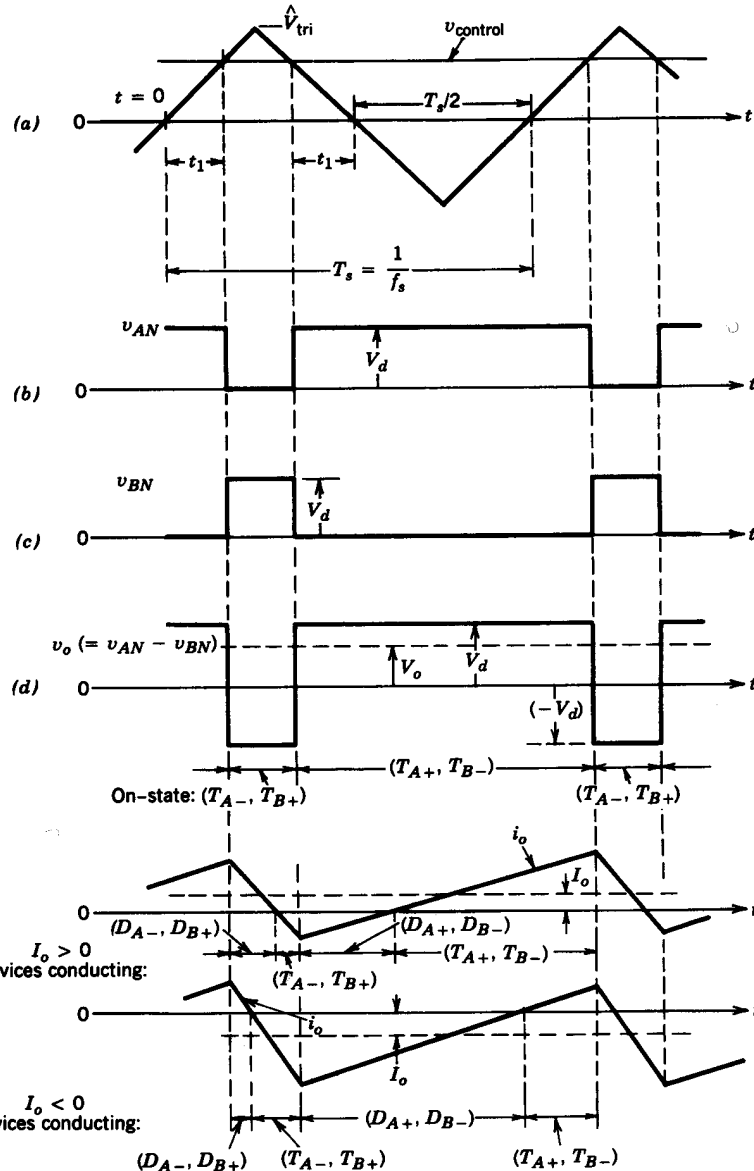 V̂tri
vcontrol
t = 0
Ts/2
(a) 0 t
t1 t1
Ts = 1/fs
vAN
Vd
(b) 0 t
vBN
Vd
(c) 0 t
vo (= vAN − vBN)
Vo Vd
(d) 0 t
(−Vd)
(TA+, TB−)
On-state: (TA−, TB+) (TA−, TB+)
io
Io
0
(DA−, DB+) (DA+, DB−)
Io > 0
vices conducting:
(TA−, TB+) (TA+, TB−)
0
io
Io
Io < 0
vices conducting:
(DA+, DB−)
(DA−, DB+) (TA−, TB+) (TA+, TB−)